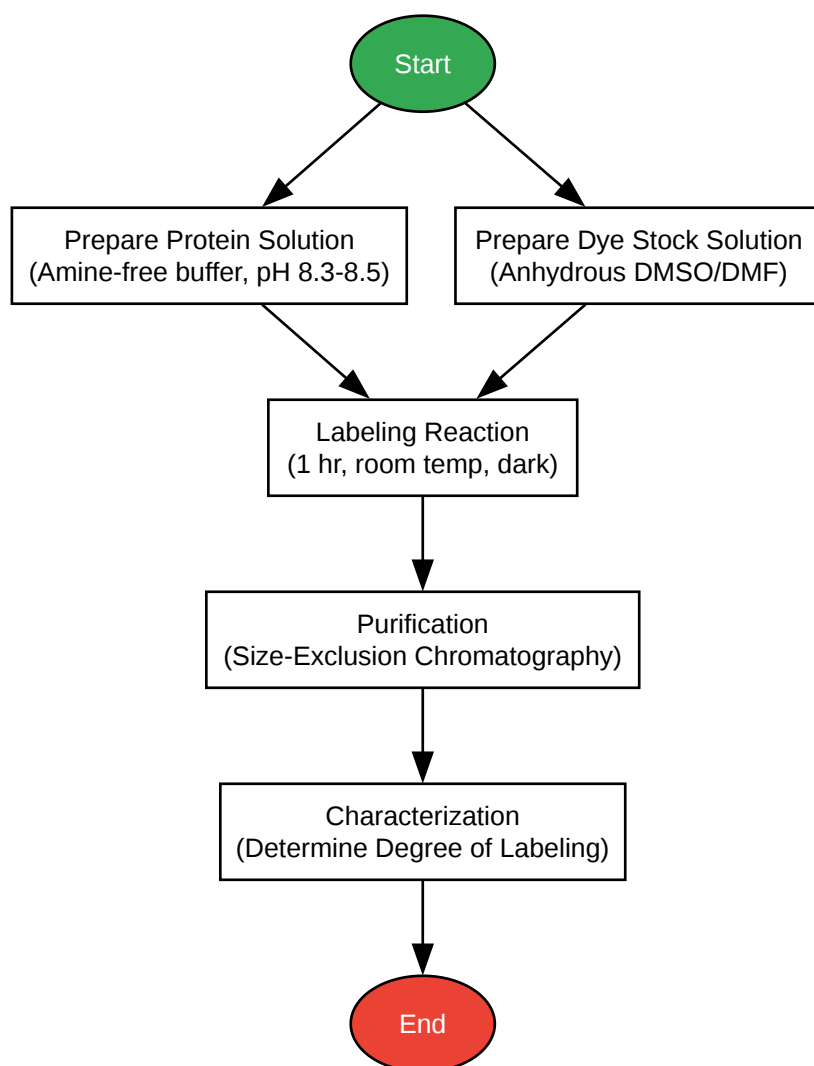 Start
Prepare Protein Solution
(Amine-free buffer, pH 8.3-8.5)
Prepare Dye Stock Solution
(Anhydrous DMSO/DMF)
Labeling Reaction
(1 hr, room temp, dark)
Purification
(Size-Exclusion Chromatography)
Characterization
(Determine Degree of Labeling)
End